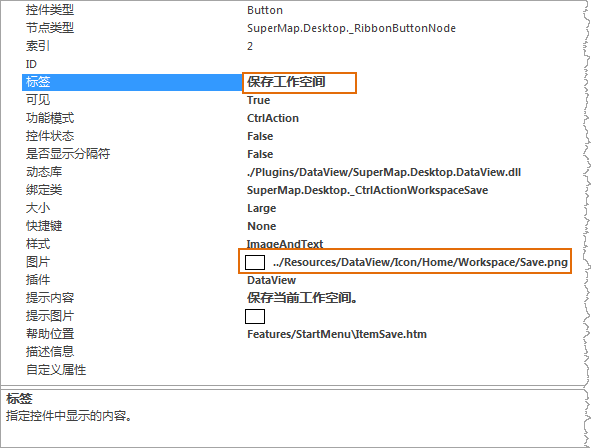 控件类型 Button
节点类型 SuperMap.Desktop._RibbonButtonNode
索引 2
ID
标签 保存工作空间
可见 True
功能模式 CtrlAction
控件状态 False
是否显示分隔符 False
动态库 ./Plugins/DataView/SuperMap.Desktop.DataView.dll
绑定类 SuperMap.Desktop._CtrlActionWorkspaceSave
大小 Large
快捷键 None
样式 ImageAndText
图片 ../Resources/DataView/Icon/Home/Workspace/Save.png
插件 DataView
提示内容 保存当前工作空间。
提示图片
帮助位置 Features/StartMenu\ItemSave.htm
描述信息
自定义属性
标签
指定控件中显示的内容。